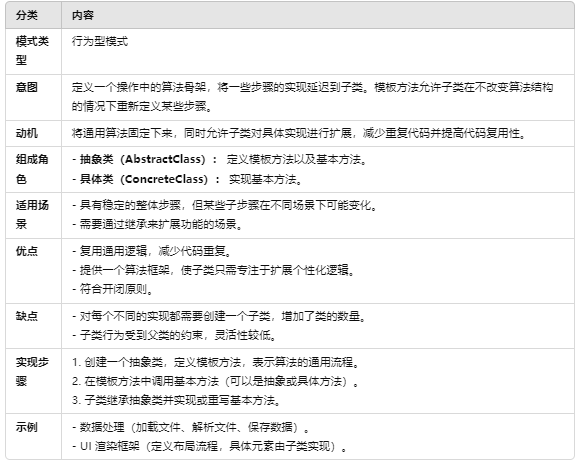 分类 内容
模式类 行为型模式
型
意图 定义一个操作中的算法骨架，将一些步骤的实现延迟到子类。模板方法允许子类在不改变算法结构
的情况下重新定义某些步骤。
动机 将通用算法固定下来，同时允许子类对具体实现进行扩展，减少重复代码并提高代码复用性。
组成角 - 抽象类（AbstractClass）： 定义模板方法以及基本方法。
色 - 具体类（ConcreteClass）： 实现基本方法。
适用场 - 具有稳定的整体步骤，但某些子步骤在不同场景下可能变化。
景 - 需要通过继承来扩展功能的场景。
优点 - 复用通用逻辑，减少代码重复。
- 提供一个算法框架，使子类只需专注于扩展个性化逻辑。
- 符合开闭原则。
缺点 - 对每个不同的实现都需要创建一个子类，增加了类的数量。
- 子类行为受到父类的约束，灵活性较低。
实现步 1. 创建一个抽象类，定义模板方法，表示算法的通用流程。
骤 2. 在模板方法中调用基本方法（可以是抽象或具体方法）。
3. 子类继承抽象类并实现或重写基本方法。
示例 - 数据处理（加载文件、解析文件、保存数据）。
- UI 渲染框架（定义布局流程，具体元素由子类实现）。